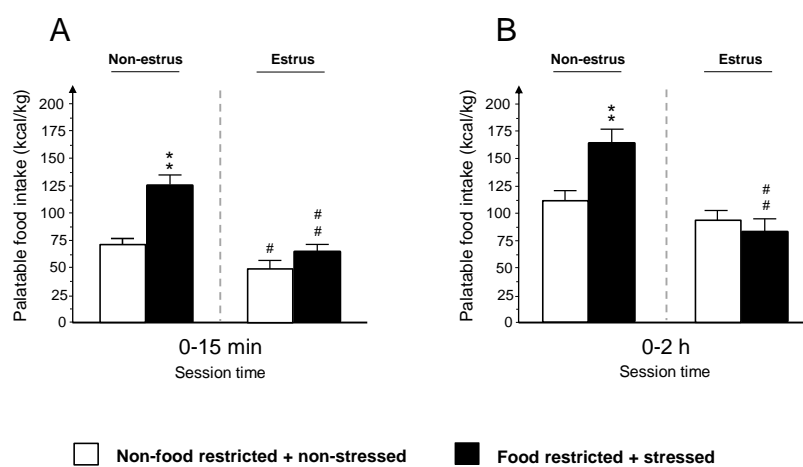 A
Non-estrus
Estrus
Palatable food intake (kcal/kg)
200
175
150
125
100
75
50
25
0
**
#
##
0-15 min
Session time
B
Non-estrus
Estrus
Palatable food intake (kcal/kg)
200
175
150
125
100
75
50
25
0
**
##
0-2 h
Session time
Non-food restricted + non-stressed
Food restricted + stressed